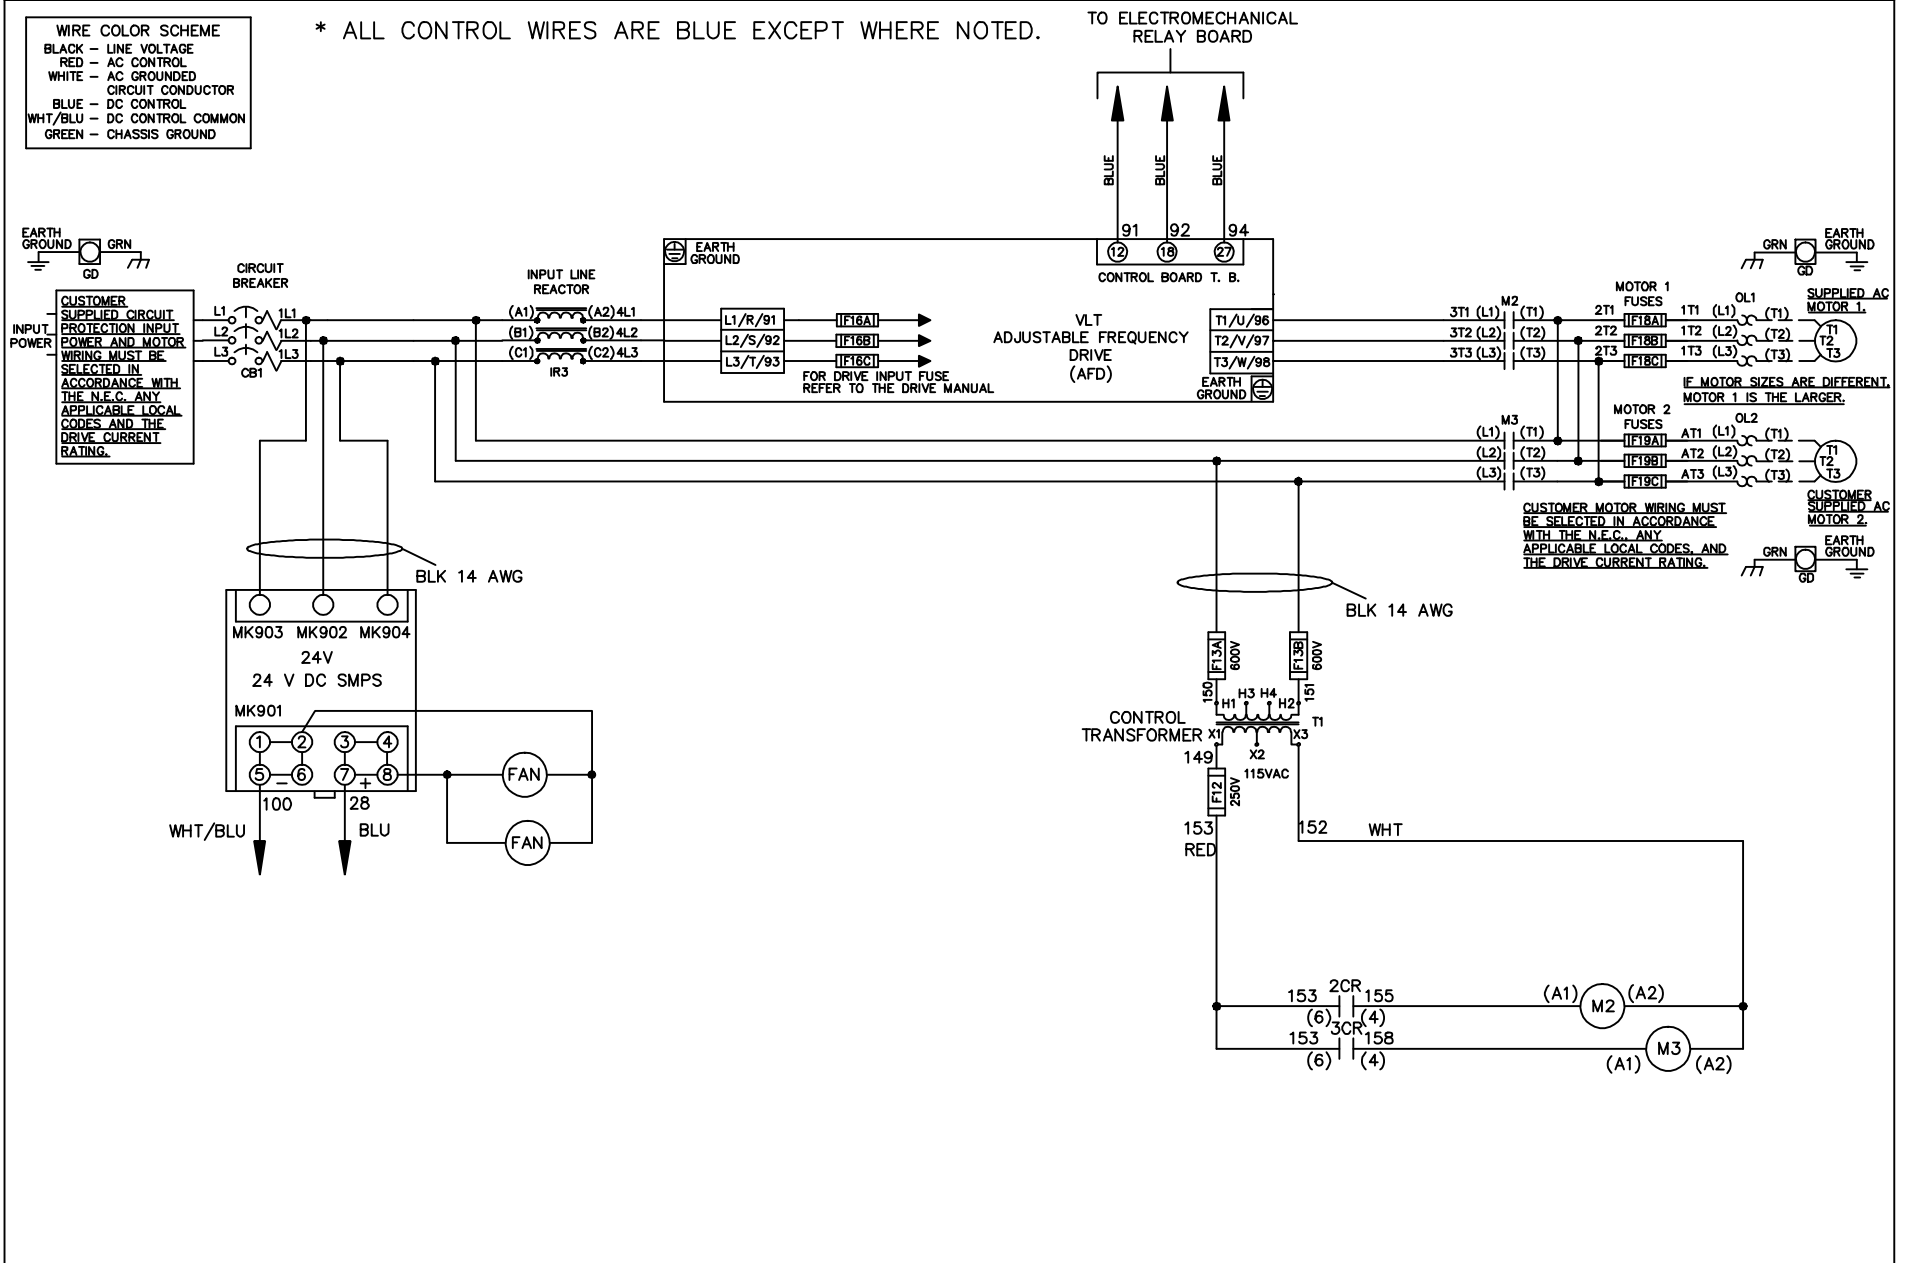 WIRE COLOR SCHEME
BLACK – LINE VOLTAGE
RED – AC CONTROL
WHITE – AC GROUNDED
CIRCUIT CONDUCTOR
BLUE – DC CONTROL
WHT/BLU – DC CONTROL COMMON
GREEN – CHASSIS GROUND
* ALL CONTROL WIRES ARE BLUE EXCEPT WHERE NOTED.
TO ELECTROMECHANICAL
RELAY BOARD
BLUE
BLUE
BLUE
91 92 94
12 18 27
CONTROL BOARD T. B.
EARTH
GROUND
GRN
GD
INPUT
POWER
CUSTOMER
SUPPLIED CIRCUIT
PROTECTION INPUT
POWER AND MOTOR
WIRING MUST BE
SELECTED IN
ACCORDANCE WITH
THE N.E.C. ANY
APPLICABLE LOCAL
CODES AND THE
DRIVE CURRENT
RATING.
CIRCUIT
BREAKER
L1 1L1
L2 1L2
L3 1L3
CB1
INPUT LINE
REACTOR
(A1) (A2) 4L1
(B1) (B2) 4L2
(C1) (C2) 4L3
IR3
EARTH
GROUND
L1/R/91 F16A
L2/S/92 F16B
L3/T/93 F16C
FOR DRIVE INPUT FUSE
REFER TO THE DRIVE MANUAL
VLT
ADJUSTABLE FREQUENCY
DRIVE
(AFD)
T1/U/96
T2/V/97
T3/W/98
EARTH
GROUND
M2
3T1 (L1) (T1)
3T2 (L2) (T2)
3T3 (L3) (T3)
MOTOR 1
FUSES
2T1 F18A 1T1 (L1) (T1)
2T2 F18B 1T2 (L2) (T2)
2T3 F18C 1T3 (L3) (T3)
OL1
GRN
GD
EARTH
GROUND
SUPPLIED AC
MOTOR 1.
T1
T2
T3
IF MOTOR SIZES ARE DIFFERENT,
MOTOR 1 IS THE LARGER.
M3
(L1) (T1)
(L2) (T2)
(L3) (T3)
MOTOR 2
FUSES
OL2
F19A AT1 (L1) (T1)
F19B AT2 (L2) (T2)
F19C AT3 (L3) (T3)
T1
T2
T3
CUSTOMER
SUPPLIED AC
MOTOR 2.
CUSTOMER MOTOR WIRING MUST
BE SELECTED IN ACCORDANCE
WITH THE N.E.C., ANY
APPLICABLE LOCAL CODES, AND
THE DRIVE CURRENT RATING.
GRN
GD
EARTH
GROUND
BLK 14 AWG
MK903 MK902 MK904
24V
24 V DC SMPS
MK901
1 2 3 4
5 – 6 7 + 8
100 28
WHT/BLU
BLU
FAN
FAN
BLK 14 AWG
F13A 600V
F13B 600V
150 H1 H3 H4 H2 151
T1
CONTROL
TRANSFORMER
X1 X2 X3
149
115VAC
F12 250V
153
RED
152 WHT
153 2CR 155 (A1) M2 (A2)
(6) (4)
153 3CR 158
(6) (4) (A1) M3 (A2)